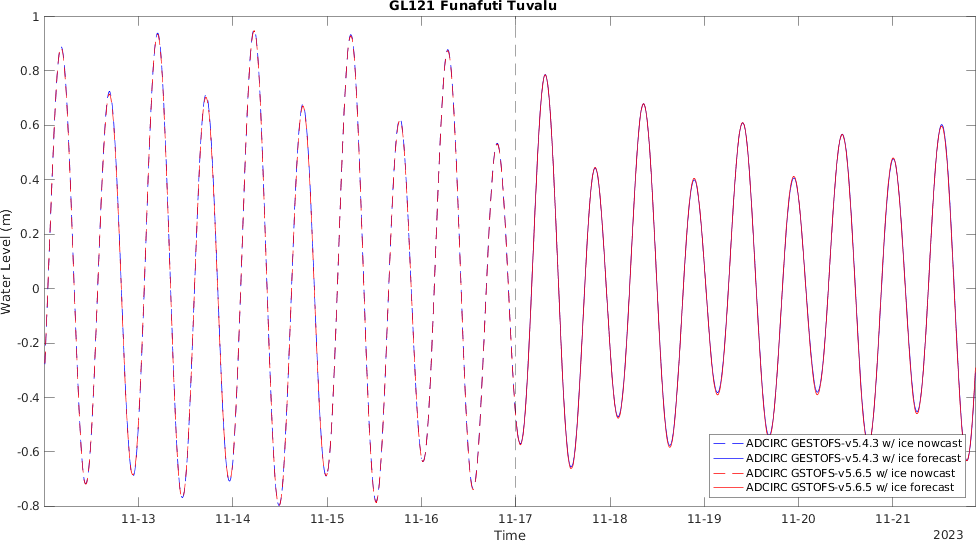 GL121 Funafuti Tuvalu
1
0.8
0.6
0.4
0.2
0
-0.2
-0.4
-0.6
-0.8
Water Level (m)
ADCIRC GESTOFS-v5.4.3 w/ ice nowcast
ADCIRC GESTOFS-v5.4.3 w/ ice forecast
ADCIRC GSTOFS-v5.6.5 w/ ice nowcast
ADCIRC GSTOFS-v5.6.5 w/ ice forecast
11-13 11-14 11-15 11-16 11-17 11-18 11-19 11-20 11-21
Time
2023